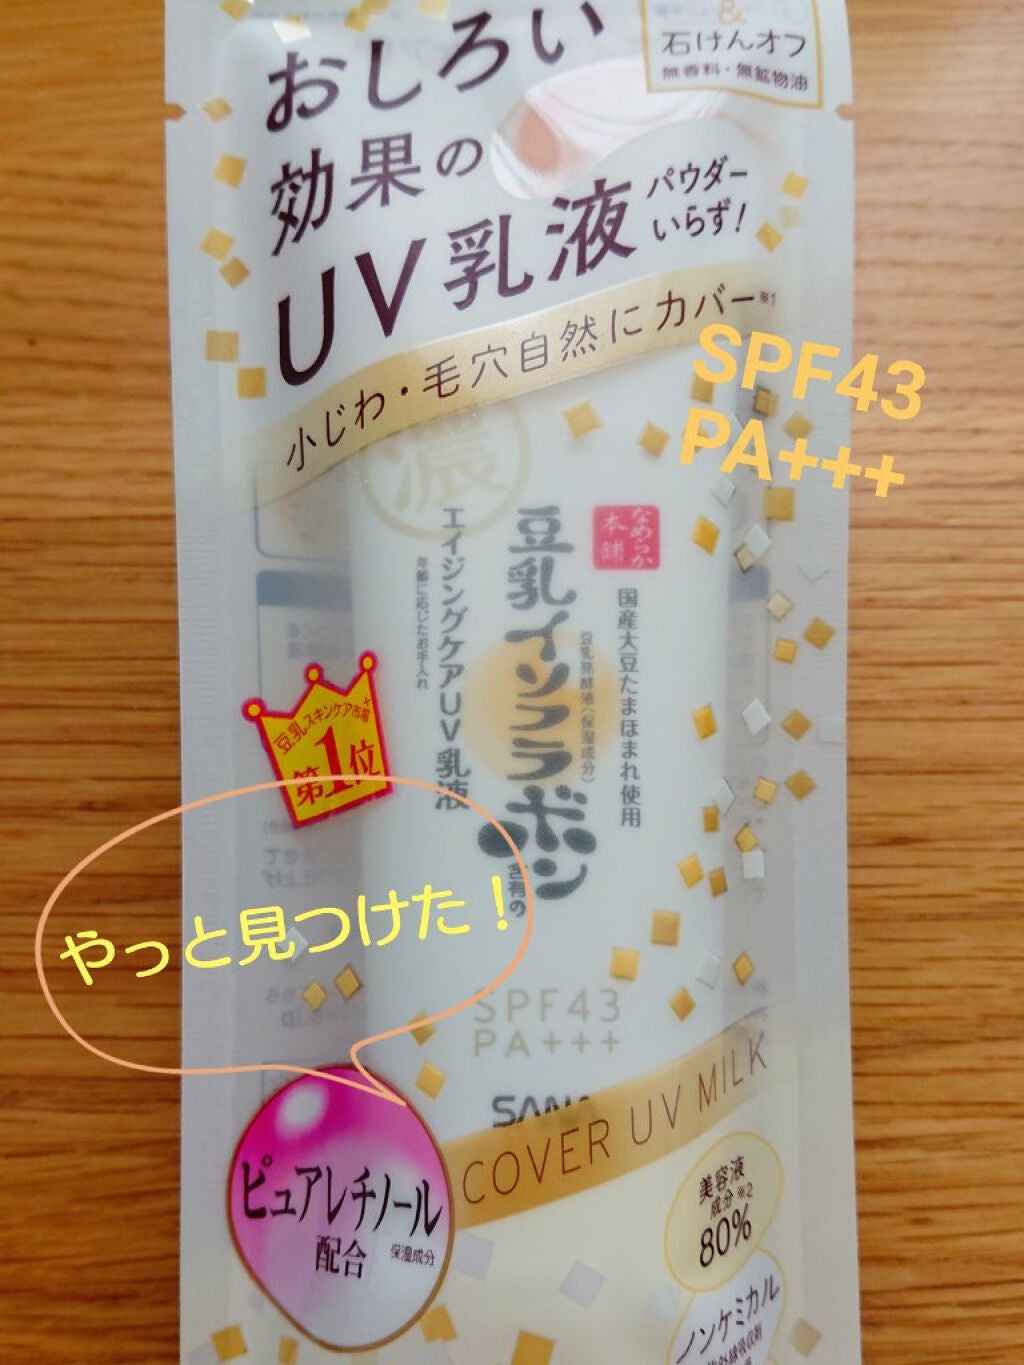 &
石けんオフ
無香料・無鉱物油
おしろい
効果の
UV乳液
パウダー
いらず!
小じわ・毛穴自然にカバー※1
SPF43
PA+++
濃
なめらか
本舗
国産大豆たまほまれ使用
豆乳発酵液(保湿成分)
豆乳イソフラボン
含有の
エイジングケアUV乳液
年齢に応じたお手入れ
豆乳スキンケア市場
第1位
やっと見つけた!
SPF43
PA+++
SANA
COVER UV MILK
ピュアレチノール
配合
保湿成分
美容液
成分※2
80%
ノンケミカル